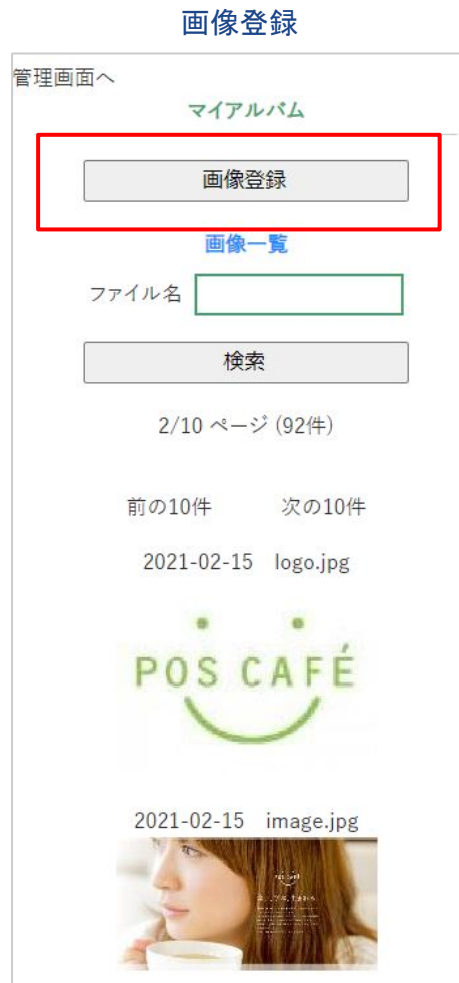 画像登録
管理画面へ
マイアルバム
画像登録
画像一覧
ファイル名
検索
2/10 ページ (92件)
前の10件 次の10件
2021-02-15 logo.jpg
POS CAFÉ
2021-02-15 image.jpg